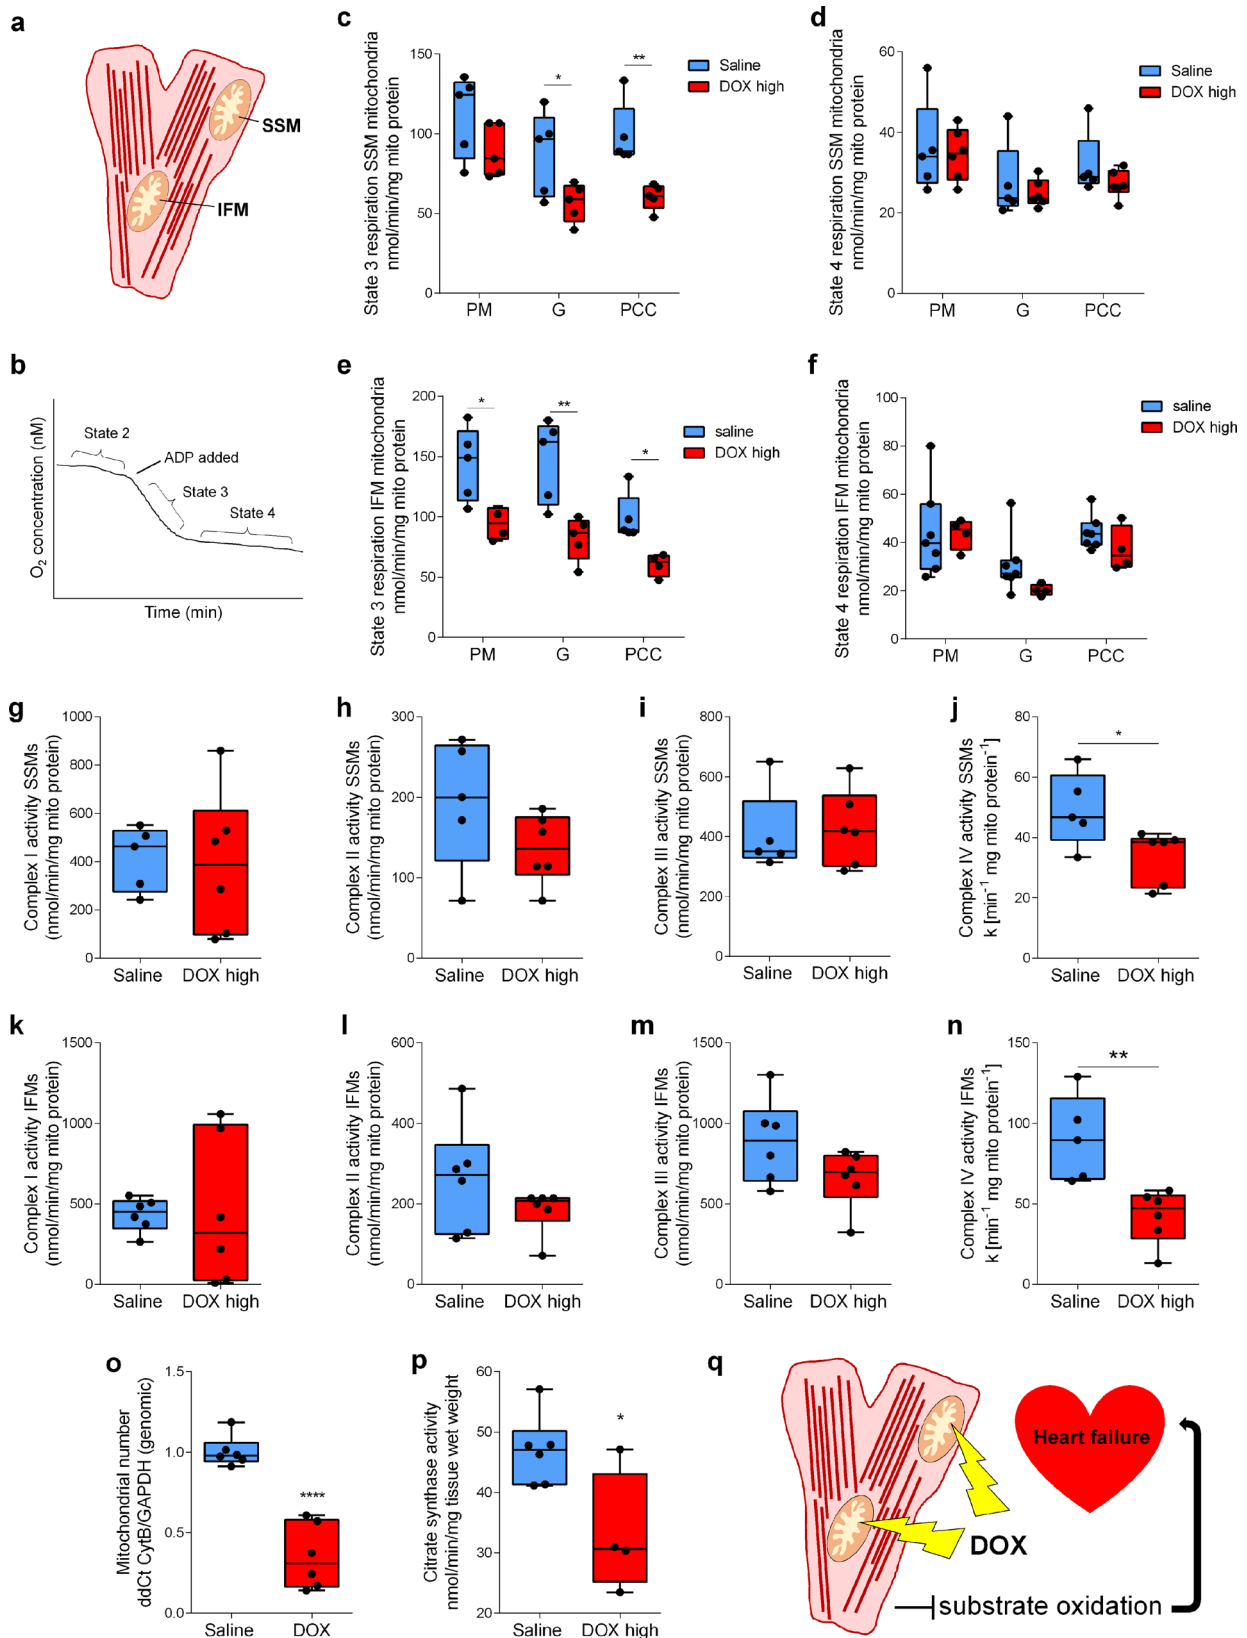 a
SSM
IFM
c
State 3 respiration SSM mitochondria
nmol/min/mg mito protein
150
100
50
0
*
**
Saline
DOX high
PM G PCC
d
State 4 respiration SSM mitochondria
nmol/min/mg mito protein
60
40
20
0
Saline
DOX high
PM G PCC
b
O2 concentration (nM)
State 2
ADP added
State 3
State 4
Time (min)
e
State 3 respiration IFM mitochondria
nmol/min/mg mito protein
200
150
100
50
0
*
**
*
saline
DOX high
PM G PCC
f
State 4 respiration IFM mitochondria
nmol/min/mg mito protein
100
80
60
40
20
0
saline
DOX high
PM G PCC
g
Complex I activity SSMs
(nmol/min/mg mito protein)
1000
800
600
400
200
0
Saline DOX high
h
Complex II activity SSMs
(nmol/min/mg mito protein)
300
200
100
0
Saline DOX high
i
Complex III activity SSMs
(nmol/min/mg mito protein)
800
600
400
200
0
Saline DOX high
j
Complex IV activity SSMs
k [min-1 mg mito protein-1]
80
60
40
20
0
*
Saline DOX high
k
Complex I activity IFMs
(nmol/min/mg mito protein)
1500
1000
500
0
Saline DOX high
l
Complex II activity IFMs
(nmol/min/mg mito protein)
600
400
200
0
Saline DOX high
m
Complex III activity IFMs
(nmol/min/mg mito protein)
1500
1000
500
0
Saline DOX high
n
Complex IV activity IFMs
k [min-1 mg mito protein-1]
150
100
50
0
**
Saline DOX high
o
Mitochondrial number
ddCt CytB/GAPDH (genomic)
1.5
1.0
0.5
0.0
****
Saline DOX
p
Citrate synthase activity
nmol/min/mg tissue wet weight
60
50
40
30
20
*
Saline DOX high
q
Heart failure
DOX
substrate oxidation